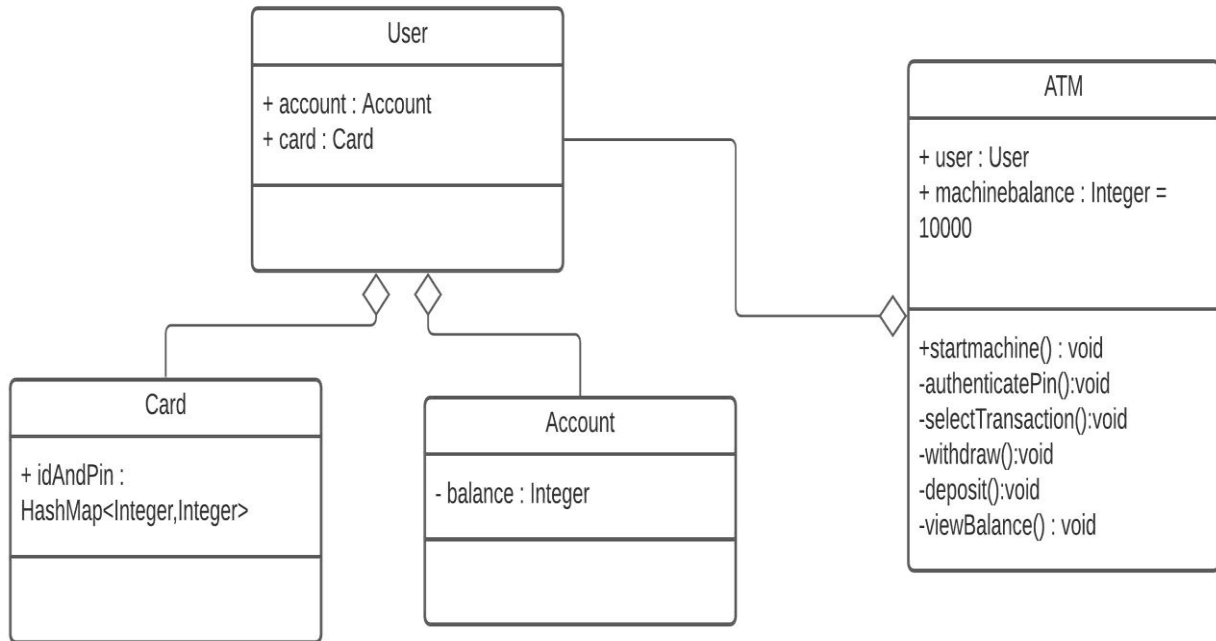 User
+ account : Account
+ card : Card
ATM
+ user : User
+ machinebalance : Integer =
10000
+startmachine() : void
-authenticatePin():void
-selectTransaction():void
-withdraw():void
-deposit():void
-viewBalance() : void
Card
+ idAndPin :
HashMap<Integer,Integer>
Account
- balance : Integer